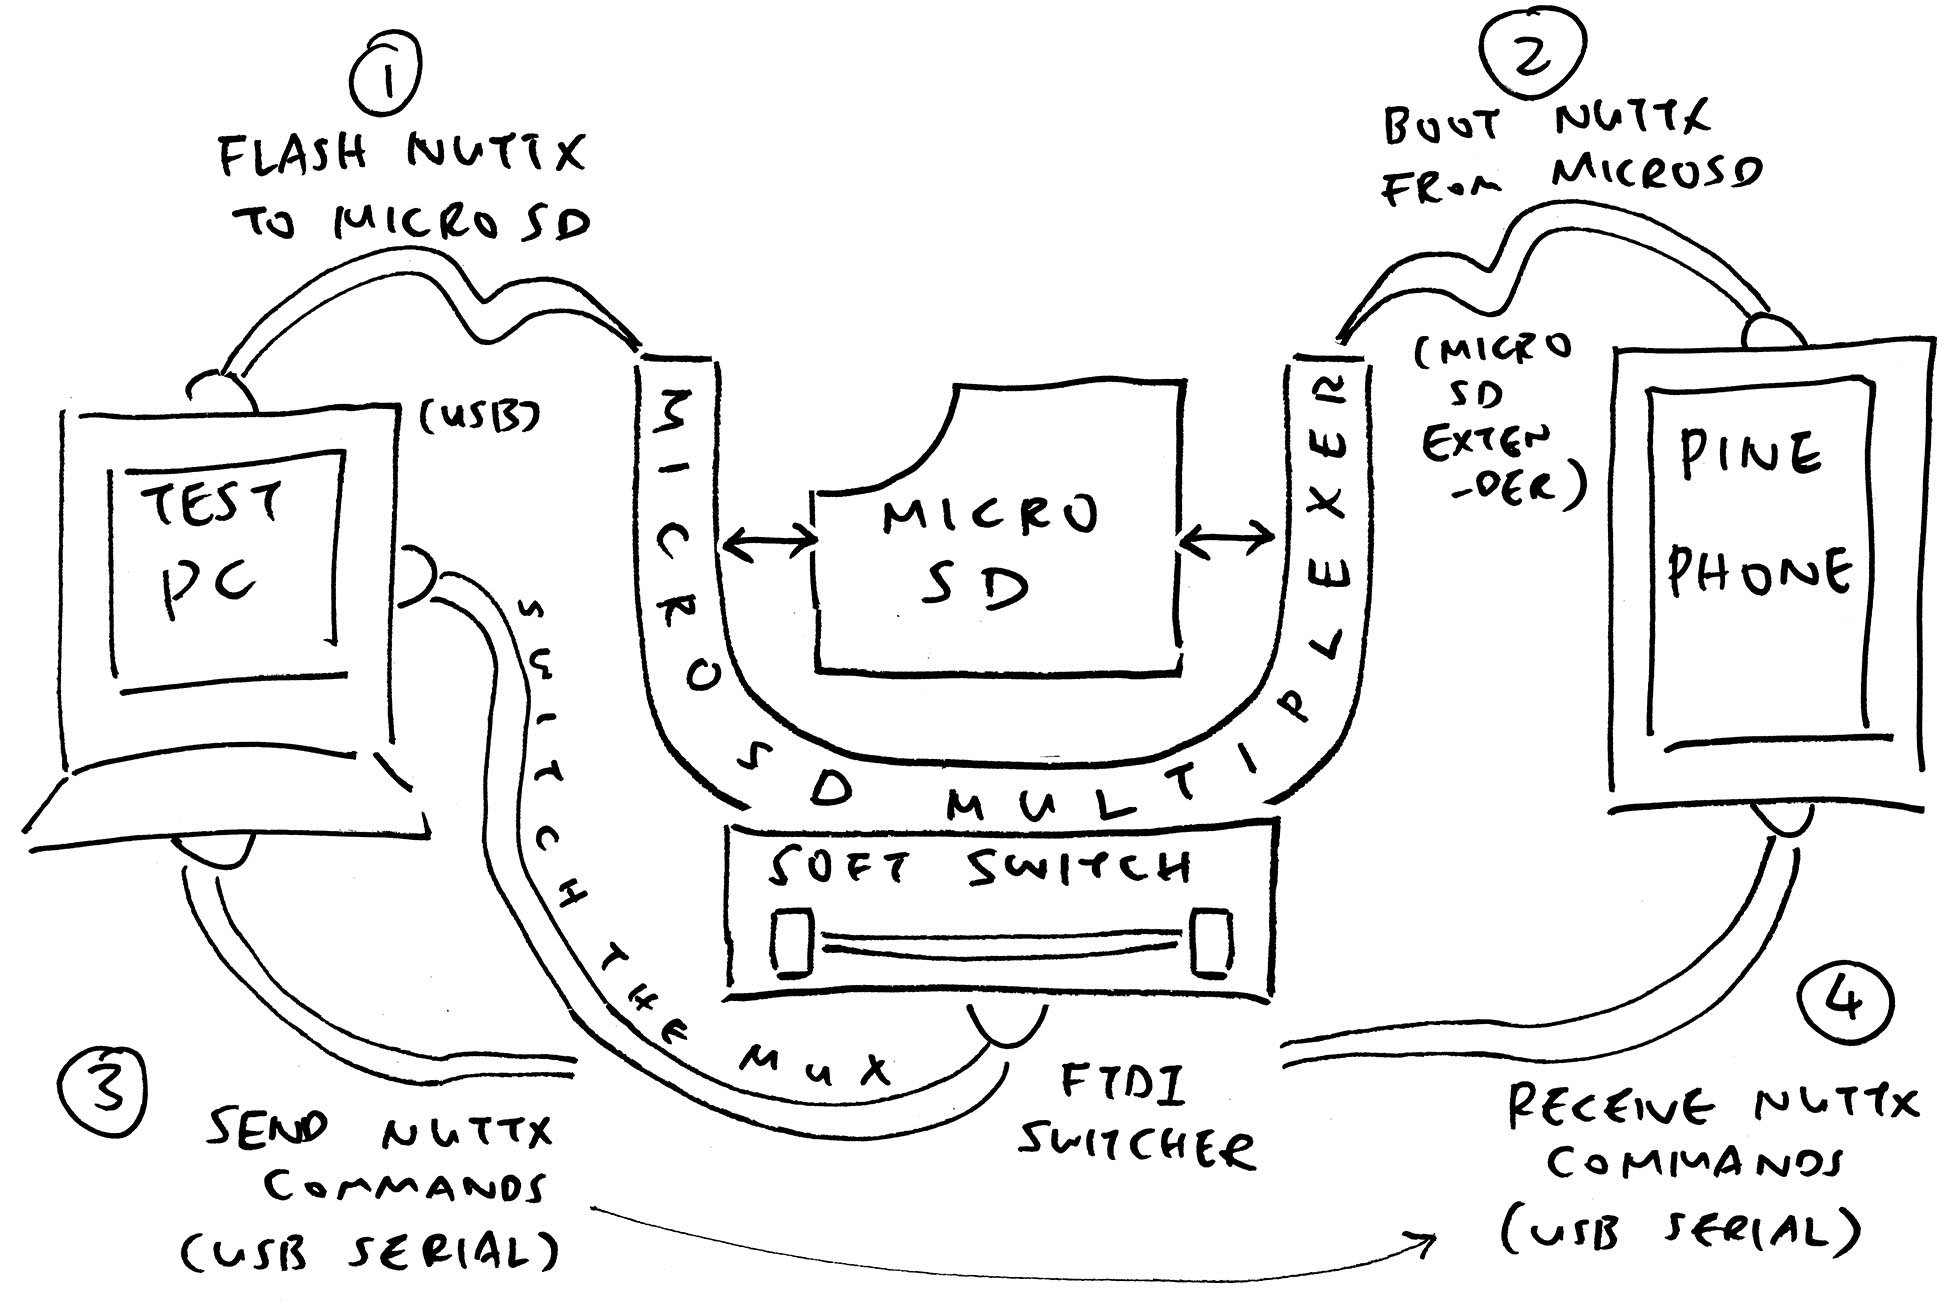 1
FLASH NUTTX
TO MICRO SD
2
BOOT NUTTX
FROM MICROSD
(USB)
(MICRO
SD
EXTEN
-DER)
TEST
PC
MICRO SD MULTIPLEXER
MICRO
SD
PINE
PHONE
SWITCH THE MUX
SOFT SWITCH
FTDI
SWITCHER
3
SEND NUTTX
COMMANDS
(USB SERIAL)
4
RECEIVE NUTTX
COMMANDS
(USB SERIAL)